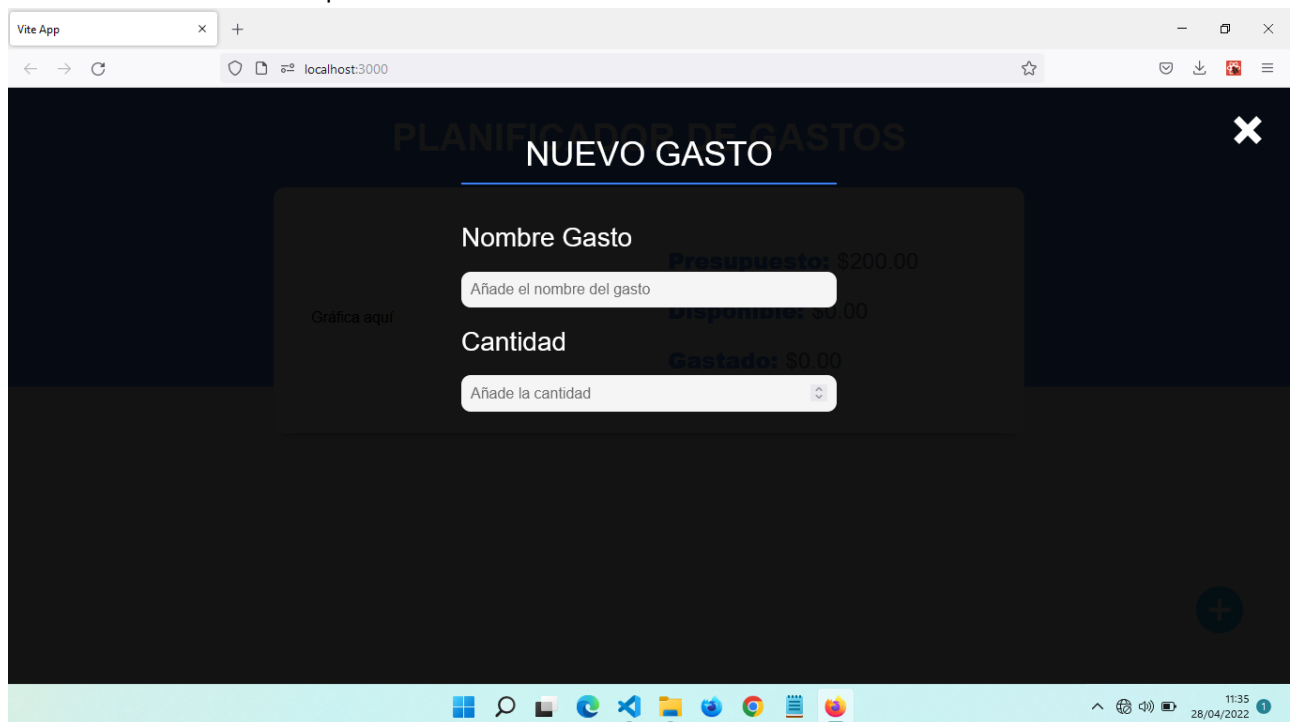 Vite App
localhost:3000
PLANIFICADOR DE GASTOS
NUEVO GASTO
Nombre Gasto
Presupuesto: $200.00
Añade el nombre del gasto
Gráfica aquí
Disponible: $0.00
Cantidad
Gastado: $0.00
Añade la cantidad
11:35
28/04/2022
1